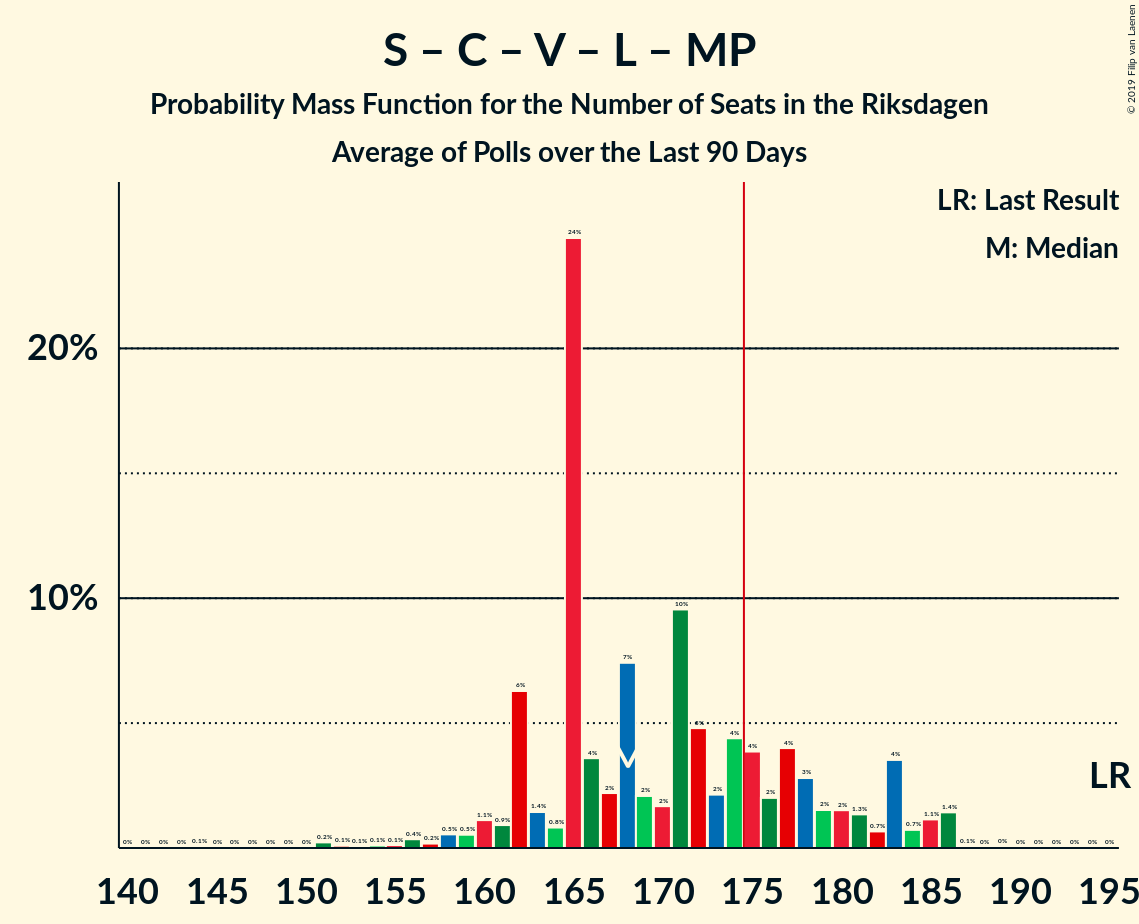 S – C – V – L – MP
Probability Mass Function for the Number of Seats in the Riksdagen
Average of Polls over the Last 90 Days
© 2019 Filip van Laenen
LR: Last Result
M: Median
20%
10%
0% 0% 0% 0% 0.1% 0% 0% 0% 0% 0% 0% 0.2% 0.1% 0.1% 0.1% 0.1% 0.4% 0.2% 0.5% 0.5% 1.1% 0.9% 6% 1.4% 0.8% 24% 4% 2% 7% 2% 2% 10% 5% 2% 4% 4% 2% 4% 3% 2% 2% 1.3% 0.7% 4% 0.7% 1.1% 1.4% 0.1% 0% 0% 0% 0% 0% 0% 0% 0%
LR
140 145 150 155 160 165 170 175 180 185 190 195